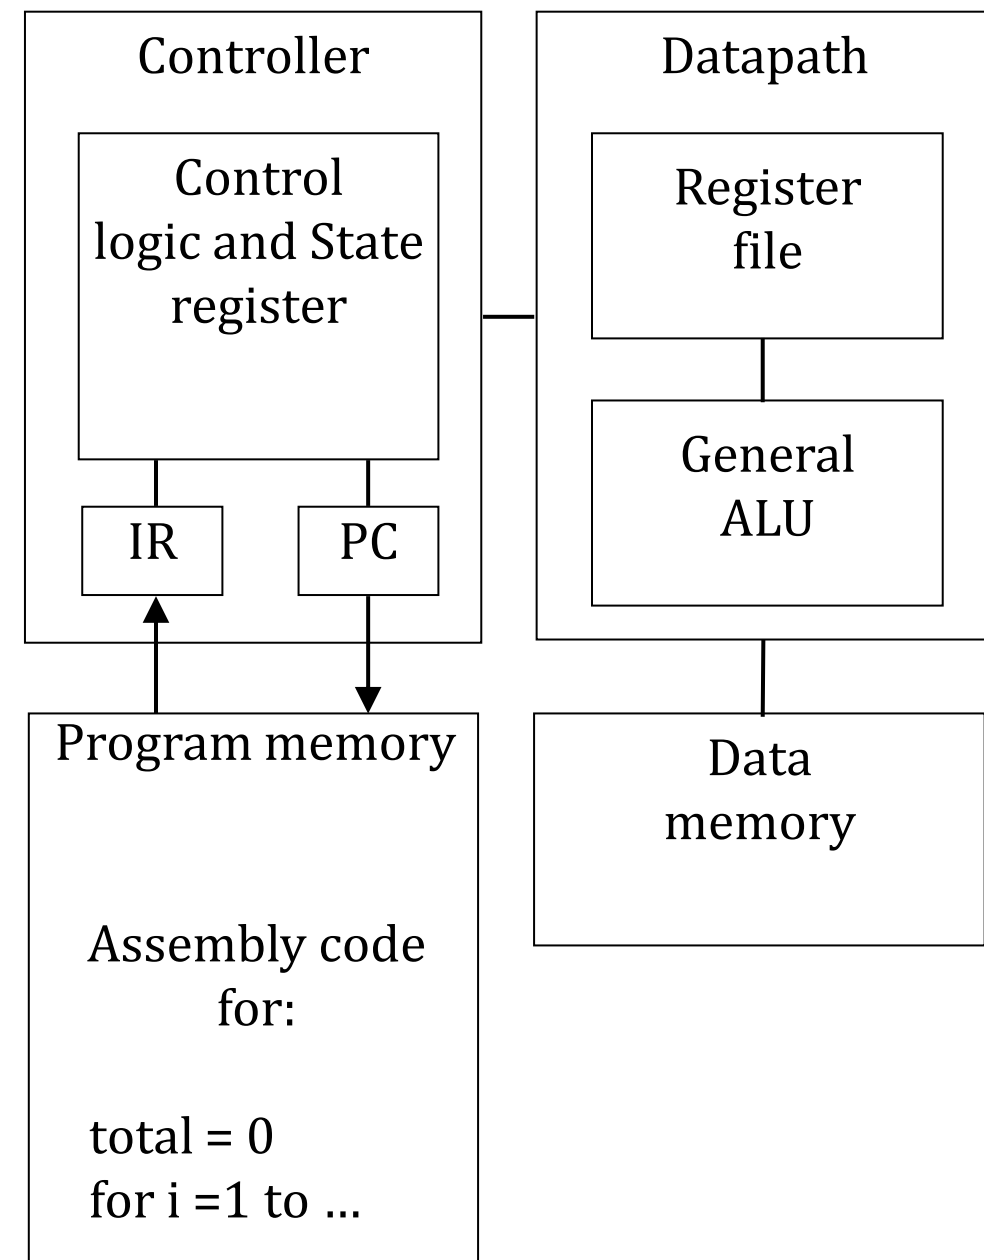 Controller
Control
logic and State
register
IR
PC
Datapath
Register
file
General
ALU
Program memory
Assembly code
for:
total = 0
for i =1 to ...
Data
memory